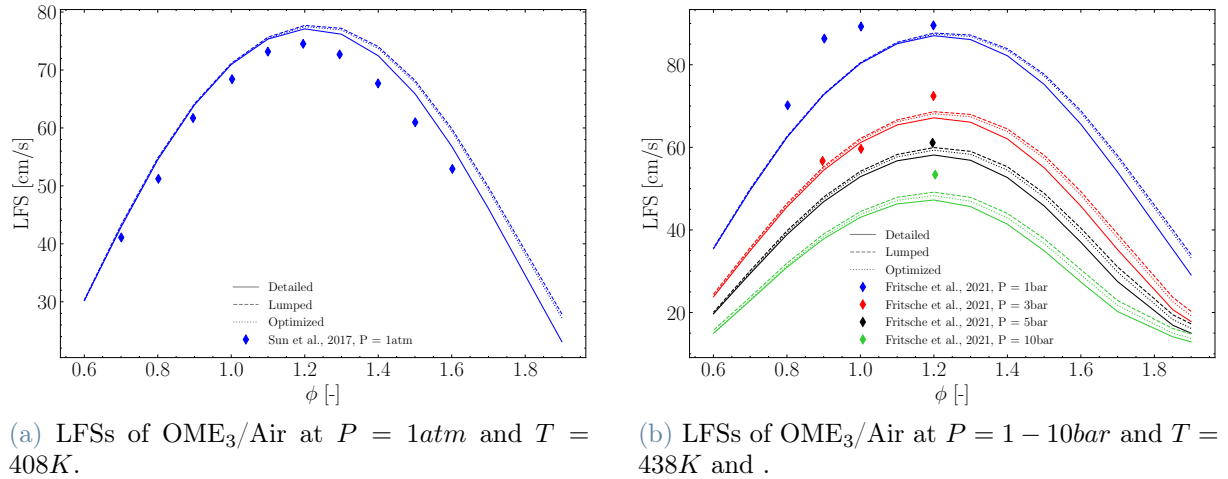 80
70
60
50
40
30
LFS [cm/s]
0.6 0.8 1.0 1.2 1.4 1.6 1.8
ϕ [-]
Detailed
Lumped
Optimized
Sun et al., 2017, P = 1atm
(a) LFSs of OME₃/Air at P = 1atm and T =
408K.
80
60
40
20
LFS [cm/s]
0.6 0.8 1.0 1.2 1.4 1.6 1.8
ϕ [-]
Detailed
Lumped
Optimized
Fritsche et al., 2021, P = 1bar
Fritsche et al., 2021, P = 3bar
Fritsche et al., 2021, P = 5bar
Fritsche et al., 2021, P = 10bar
(b) LFSs of OME₃/Air at P = 1 − 10bar and T =
438K and .